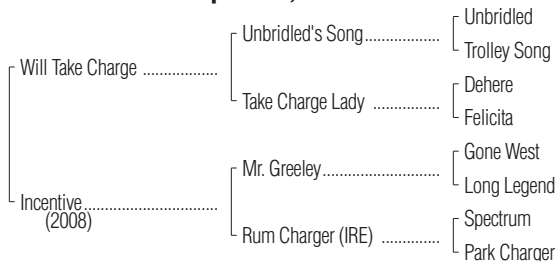 Unbridled
Unbridled's Song..................
Trolley Song
Will Take Charge ..................
Dehere
Take Charge Lady ................
Felicita
Gone West
Mr. Greeley............................
Long Legend
Incentive................................
(2008)
Spectrum
Rum Charger (IRE) ..............
Park Charger